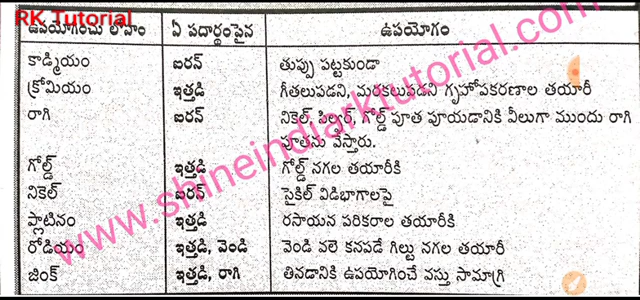 RK Tutorial
ఉపయోగించు లోహం ఏ పదార్థంపైన ఉపయోగం
కాడ్మియం ఐరన్ తుప్పు పట్టకుండా
క్రోమియం ఇత్తడి గీతలుపడని, మరకలుపడని గృహోపకరణాల తయారీ
రాగి ఐరన్ నికెల్, సిల్వర్, గోల్డ్ పూత పూయడానికి వీలుగా ముందు రాగి
పూతను వేస్తారు.
గోల్డ్ ఇత్తడి గోల్డ్ నగల తయారీకి
నికెల్ ఐరన్ సైకిల్ విడిభాగాలపై
ప్లాటినం ఇత్తడి రసాయన పరికరాల తయారీకి
రోడియం ఇత్తడి, వెండి వెండి వలె కనపడే గిల్టు నగల తయారీ
జింక్ ఇత్తడి, రాగి తినడానికి ఉపయోగించే వస్తు సామాగ్రి
www.shineindiarktutorial.com